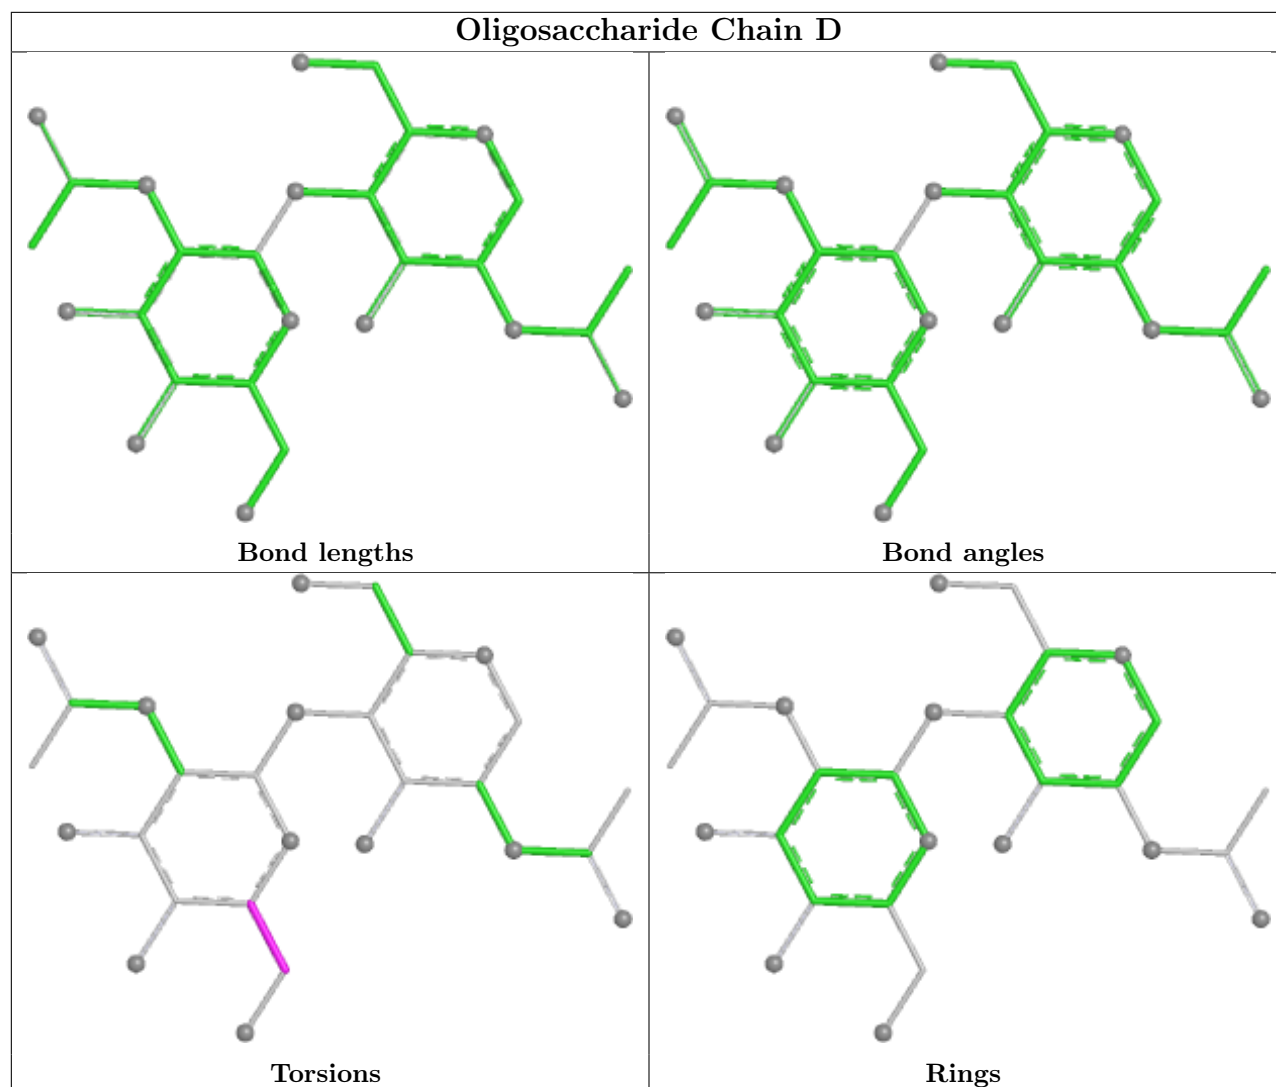 Oligosaccharide Chain D
Bond lengths
Bond angles
Torsions
Rings